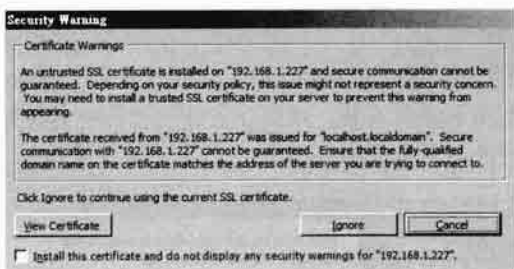 Security Warning
Certificate Warnings
An untrusted SSL certificate is installed on "192.168.1.227" and secure communication cannot be
guaranteed. Depending on your security policy, this issue might not represent a security concern.
You may need to install a trusted SSL certificate on your server to prevent this warning from
appearing.
The certificate received from "192.168.1.227" was issued for "localhost.localdomain". Secure
communication with "192.168.1.227" cannot be guaranteed. Ensure that the fully-qualified
domain name on the certificate matches the address of the server you are trying to connect to.
Click Ignore to continue using the current SSL certificate.
View Certificate
Ignore
Cancel
Install this certificate and do not display any security warnings for "192.168.1.227".